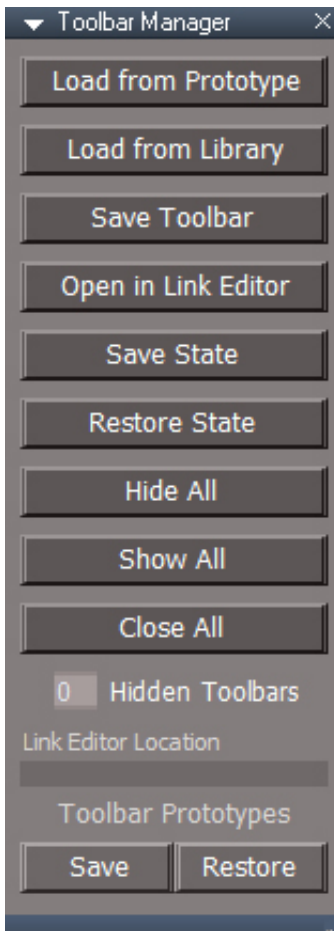 Toolbar Manager
Load from Prototype
Load from Library
Save Toolbar
Open in Link Editor
Save State
Restore State
Hide All
Show All
Close All
0 Hidden Toolbars
Link Editor Location
Toolbar Prototypes
Save Restore